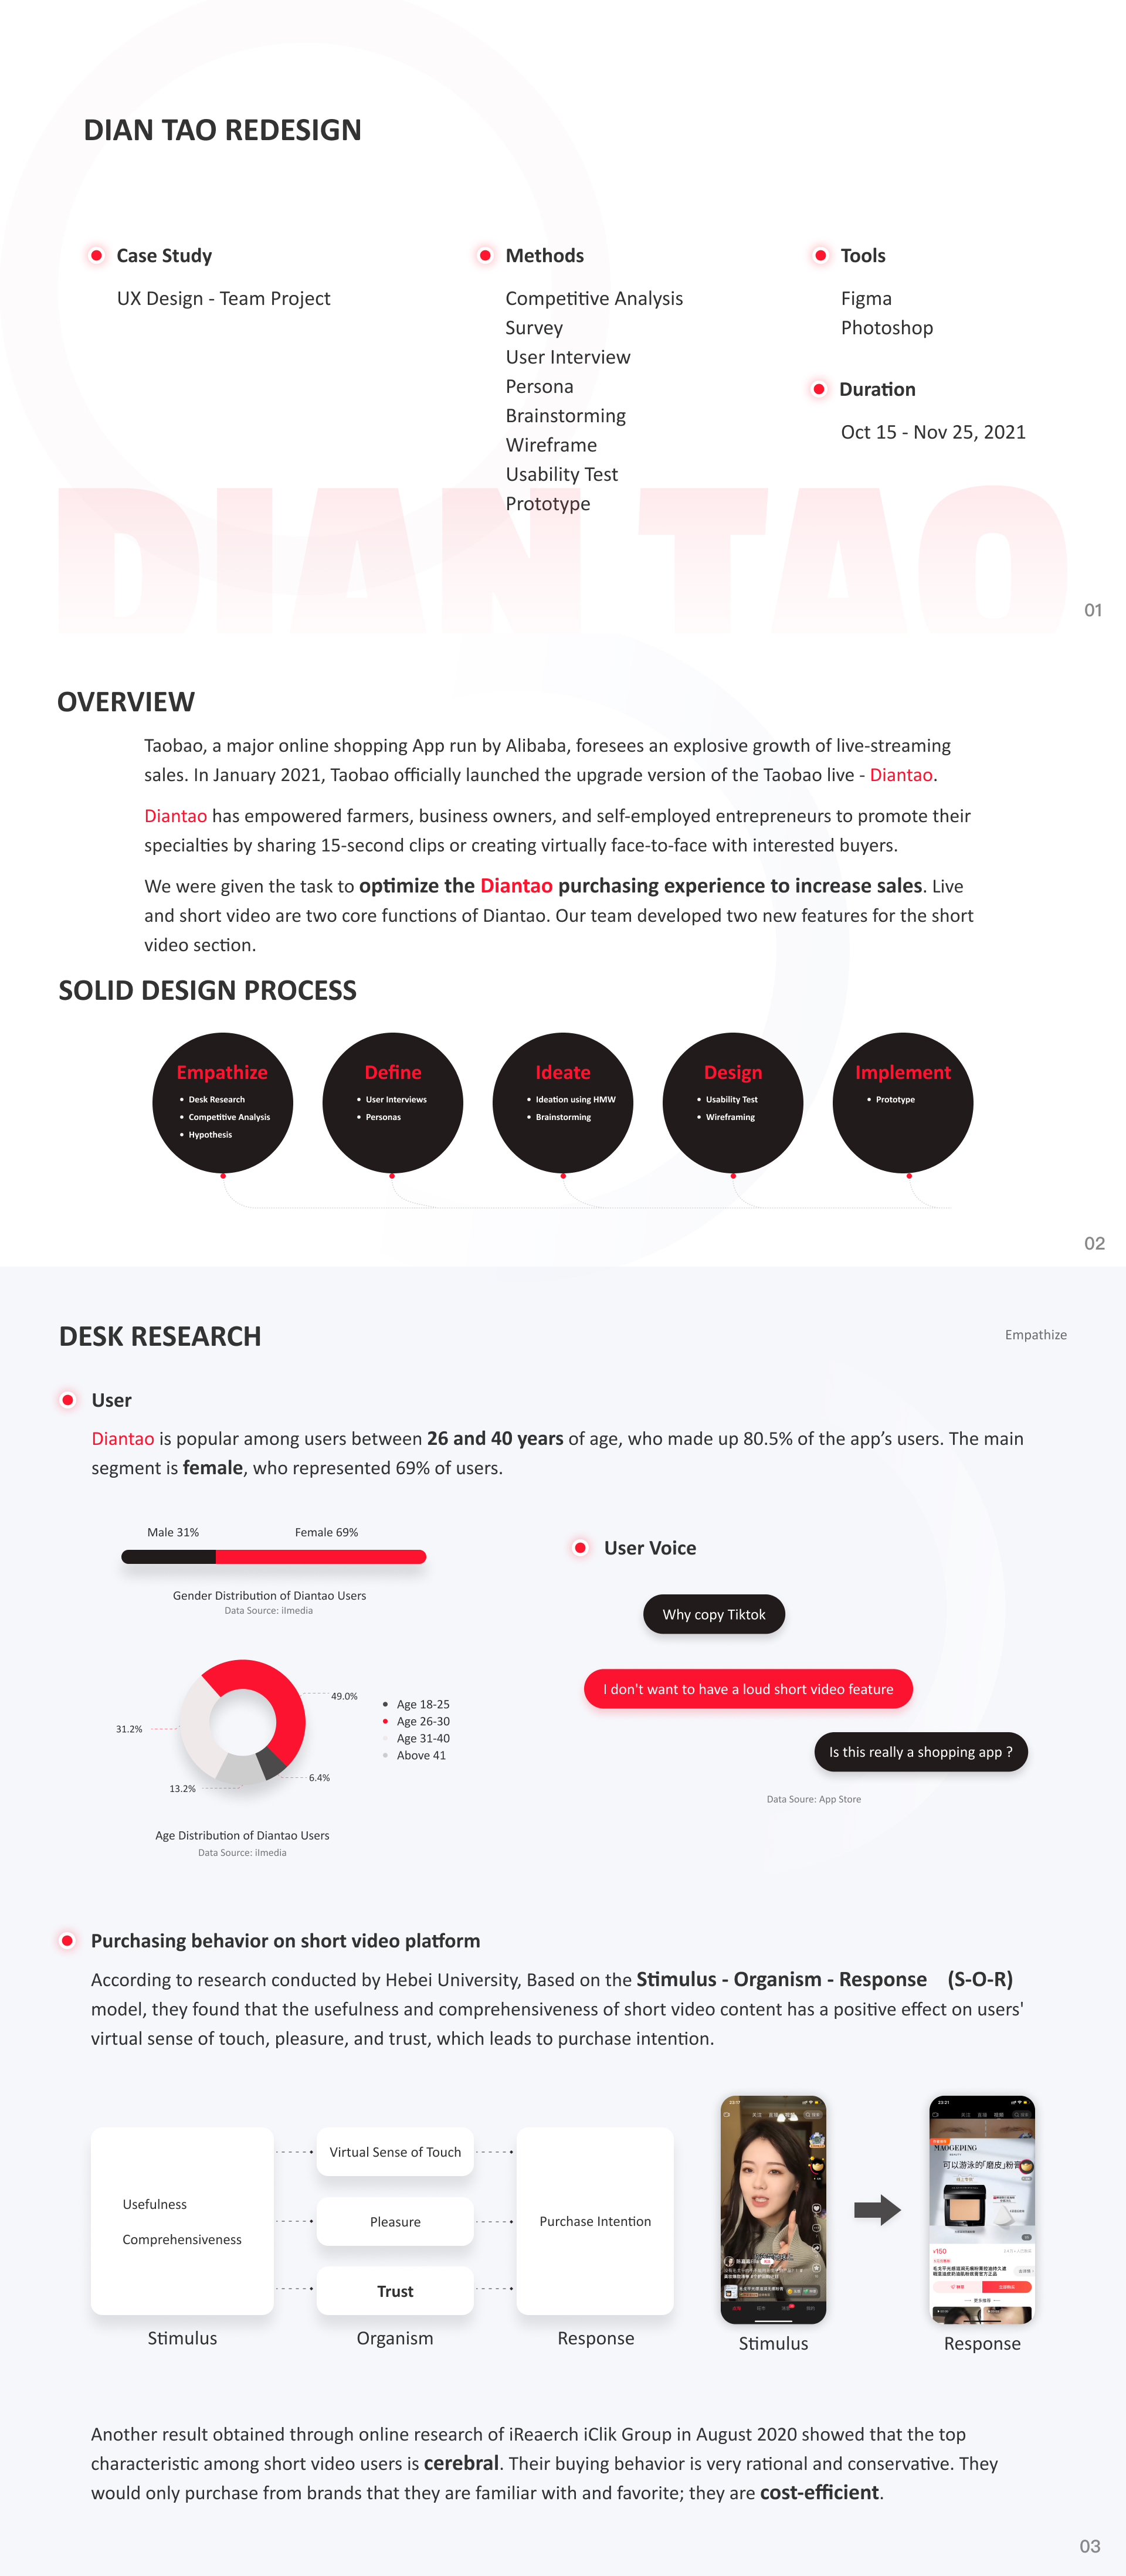 DIAN TAO REDESIGN
Case Study
UX Design - Team Project
Methods
Competitive Analysis
Survey
User Interview
Persona
Brainstorming
Wireframe
Usability Test
Prototype
Tools
Figma
Photoshop
Duration
Oct 15 - Nov 25, 2021
DIAN TAO
01
OVERVIEW
Taobao, a major online shopping App run by Alibaba, foresees an explosive growth of live-streaming
sales. In January 2021, Taobao officially launched the upgrade version of the Taobao live - Diantao.
Diantao has empowered farmers, business owners, and self-employed entrepreneurs to promote their
specialties by sharing 15-second clips or creating virtually face-to-face with interested buyers.
We were given the task to optimize the Diantao purchasing experience to increase sales. Live
and short video are two core functions of Diantao. Our team developed two new features for the short
video section.
SOLID DESIGN PROCESS
Empathize
Desk Research
Competitive Analysis
Hypothesis
Define
User Interviews
Personas
Ideate
Ideation using HMW
Brainstorming
Design
Usability Test
Wireframing
Implement
Prototype
02
DESK RESEARCH
Empathize
User
Diantao is popular among users between 26 and 40 years of age, who made up 80.5% of the app's users. The main
segment is female, who represented 69% of users.
Male 31%
Female 69%
Gender Distribution of Diantao Users
Data Source: iImedia
49.0%
31.2%
6.4%
13.2%
Age 18-25
Age 26-30
Age 31-40
Above 41
Age Distribution of Diantao Users
Data Source: iImedia
User Voice
Why copy Tiktok
I don't want to have a loud short video feature
Is this really a shopping app ?
Data Soure: App Store
Purchasing behavior on short video platform
According to research conducted by Hebei University, Based on the Stimulus - Organism - Response (S-O-R)
model, they found that the usefulness and comprehensiveness of short video content has a positive effect on users'
virtual sense of touch, pleasure, and trust, which leads to purchase intention.
Usefulness
Comprehensiveness
Stimulus
Virtual Sense of Touch
Pleasure
Trust
Organism
Purchase Intention
Response
Stimulus
MAOGEPING
可以游泳的「磨皮」粉膏
¥150
Response
Another result obtained through online research of iReaerch iClik Group in August 2020 showed that the top
characteristic among short video users is cerebral. Their buying behavior is very rational and conservative. They
would only purchase from brands that they are familiar with and favorite; they are cost-efficient.
03